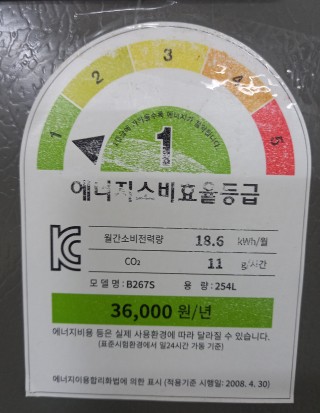 1 2 3 4 5
1
에너지소비효율등급
월간소비전력량 18.6 kWh/월
CO₂ 11 g/시간
모 델 명 : B267S 용 량 : 254L
36,000 원/년
에너지비용 등은 실제 사용환경에 따라 달라질 수 있습니다.
(표준시험환경에서 일24시간 가동 기준)
에너지이용합리화법에 의한 표시 (적용기준 시행일: 2008. 4. 30)